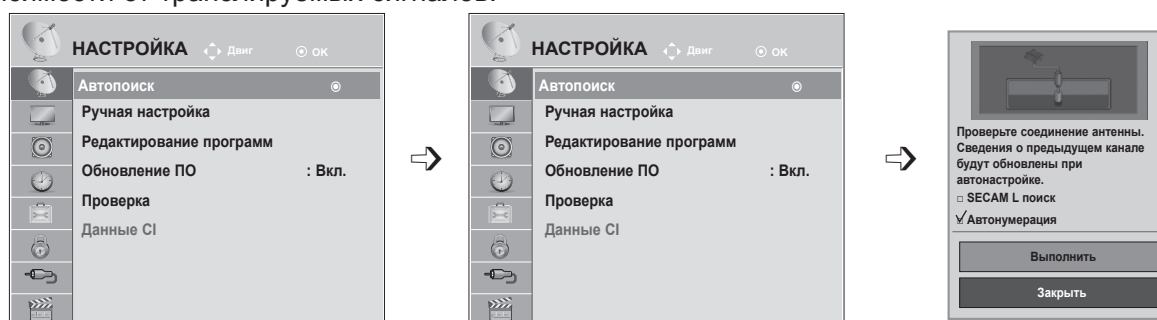 НАСТРОЙКА Двиг ОК
Автопоиск
Ручная настройка
Редактирование программ
Обновление ПО : Вкл.
Проверка
Данные CI
НАСТРОЙКА Двиг ОК
Автопоиск
Ручная настройка
Редактирование программ
Обновление ПО : Вкл.
Проверка
Данные CI
Проверьте соединение антенны.
Сведения о предыдущем канале
будут обновлены при
автонастройке.
SECAM L поиск
Автонумерация
Выполнить
Закрыть